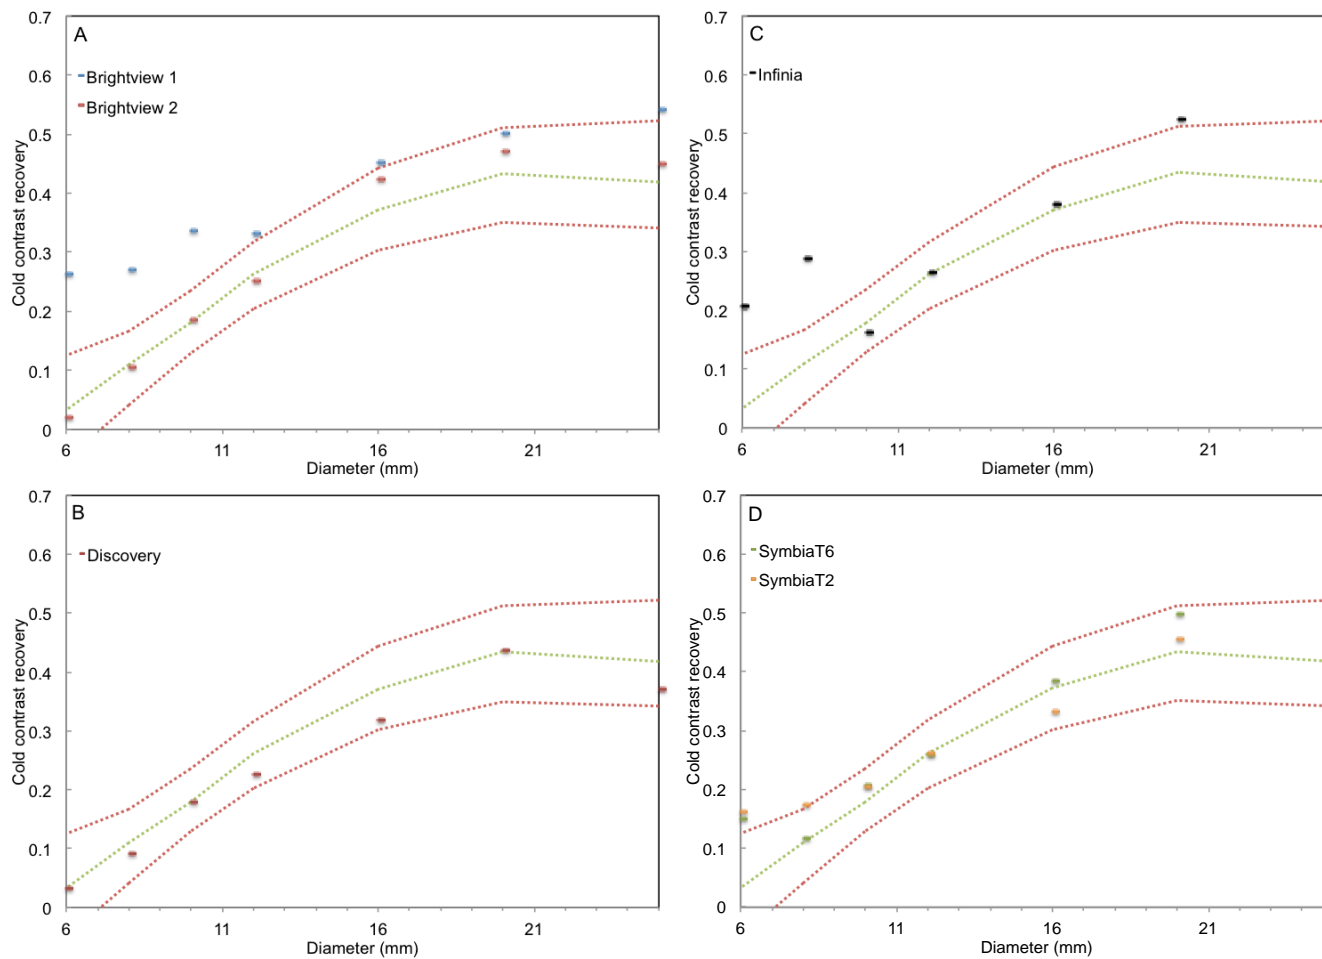 A
Brightview 1
Brightview 2
Cold contrast recovery
0.7
0.6
0.5
0.4
0.3
0.2
0.1
0
6
11
16
21
Diameter (mm)
C
Infinia
Cold contrast recovery
0.7
0.6
0.5
0.4
0.3
0.2
0.1
0
6
11
16
21
Diameter (mm)
B
Discovery
Cold contrast recovery
0.7
0.6
0.5
0.4
0.3
0.2
0.1
0
6
11
16
21
Diameter (mm)
D
SymbiaT6
SymbiaT2
Cold contrast recovery
0.7
0.6
0.5
0.4
0.3
0.2
0.1
0
6
11
16
21
Diameter (mm)